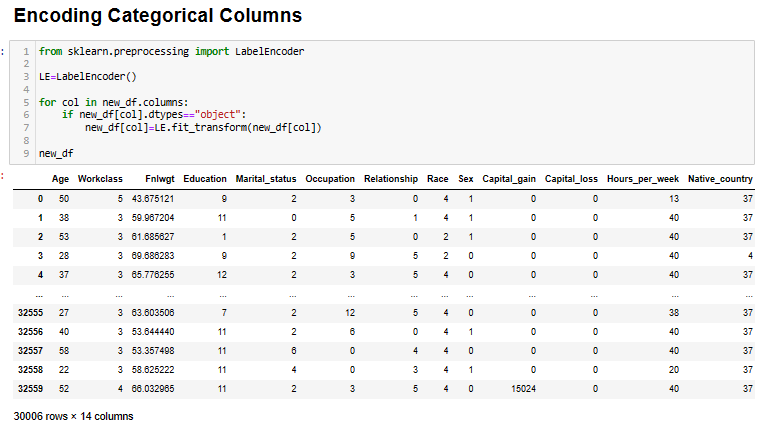 Encoding Categorical Columns
: 1 from sklearn.preprocessing import LabelEncoder
2
3 LE=LabelEncoder()
4
5 for col in new_df.columns:
6 if new_df[col].dtypes=="object":
7 new_df[col]=LE.fit_transform(new_df[col])
8
9 new_df
:
Age Workclass Fnlwgt Education Marital_status Occupation Relationship Race Sex Capital_gain Capital_loss Hours_per_week Native_country
0 50 5 43.675121 9 2 3 0 4 1 0 0 13 37
1 38 3 59.967204 11 0 5 1 4 1 0 0 40 37
2 53 3 61.685627 1 2 5 0 2 1 0 0 40 37
3 28 3 69.686283 9 2 9 5 2 0 0 0 40 4
4 37 3 65.776255 12 2 3 5 4 0 0 0 40 37
... ... ... ... ... ... ... ... ... ... ... ... ... ...
32555 27 3 63.603506 7 2 12 5 4 0 0 0 38 37
32556 40 3 53.644440 11 2 6 0 4 1 0 0 40 37
32557 58 3 53.357498 11 6 0 4 4 0 0 0 40 37
32558 22 3 58.625222 11 4 0 3 4 1 0 0 20 37
32559 52 4 66.032965 11 2 3 5 4 0 15024 0 40 37
30006 rows × 14 columns